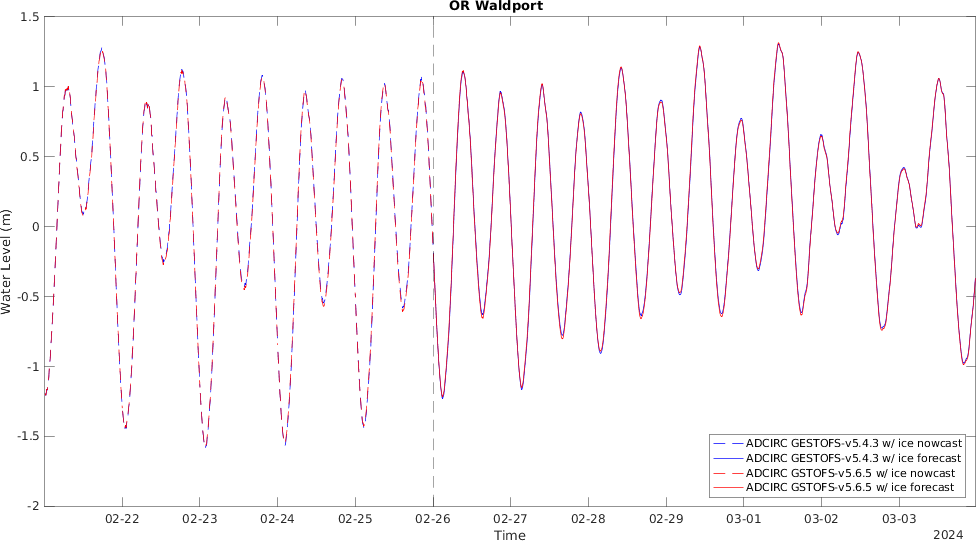 OR Waldport
1.5
1
0.5
0
-0.5
-1
-1.5
-2
Water Level (m)
02-22 02-23 02-24 02-25 02-26 02-27 02-28 02-29 03-01 03-02 03-03
Time
2024
ADCIRC GESTOFS-v5.4.3 w/ ice nowcast
ADCIRC GESTOFS-v5.4.3 w/ ice forecast
ADCIRC GSTOFS-v5.6.5 w/ ice nowcast
ADCIRC GSTOFS-v5.6.5 w/ ice forecast